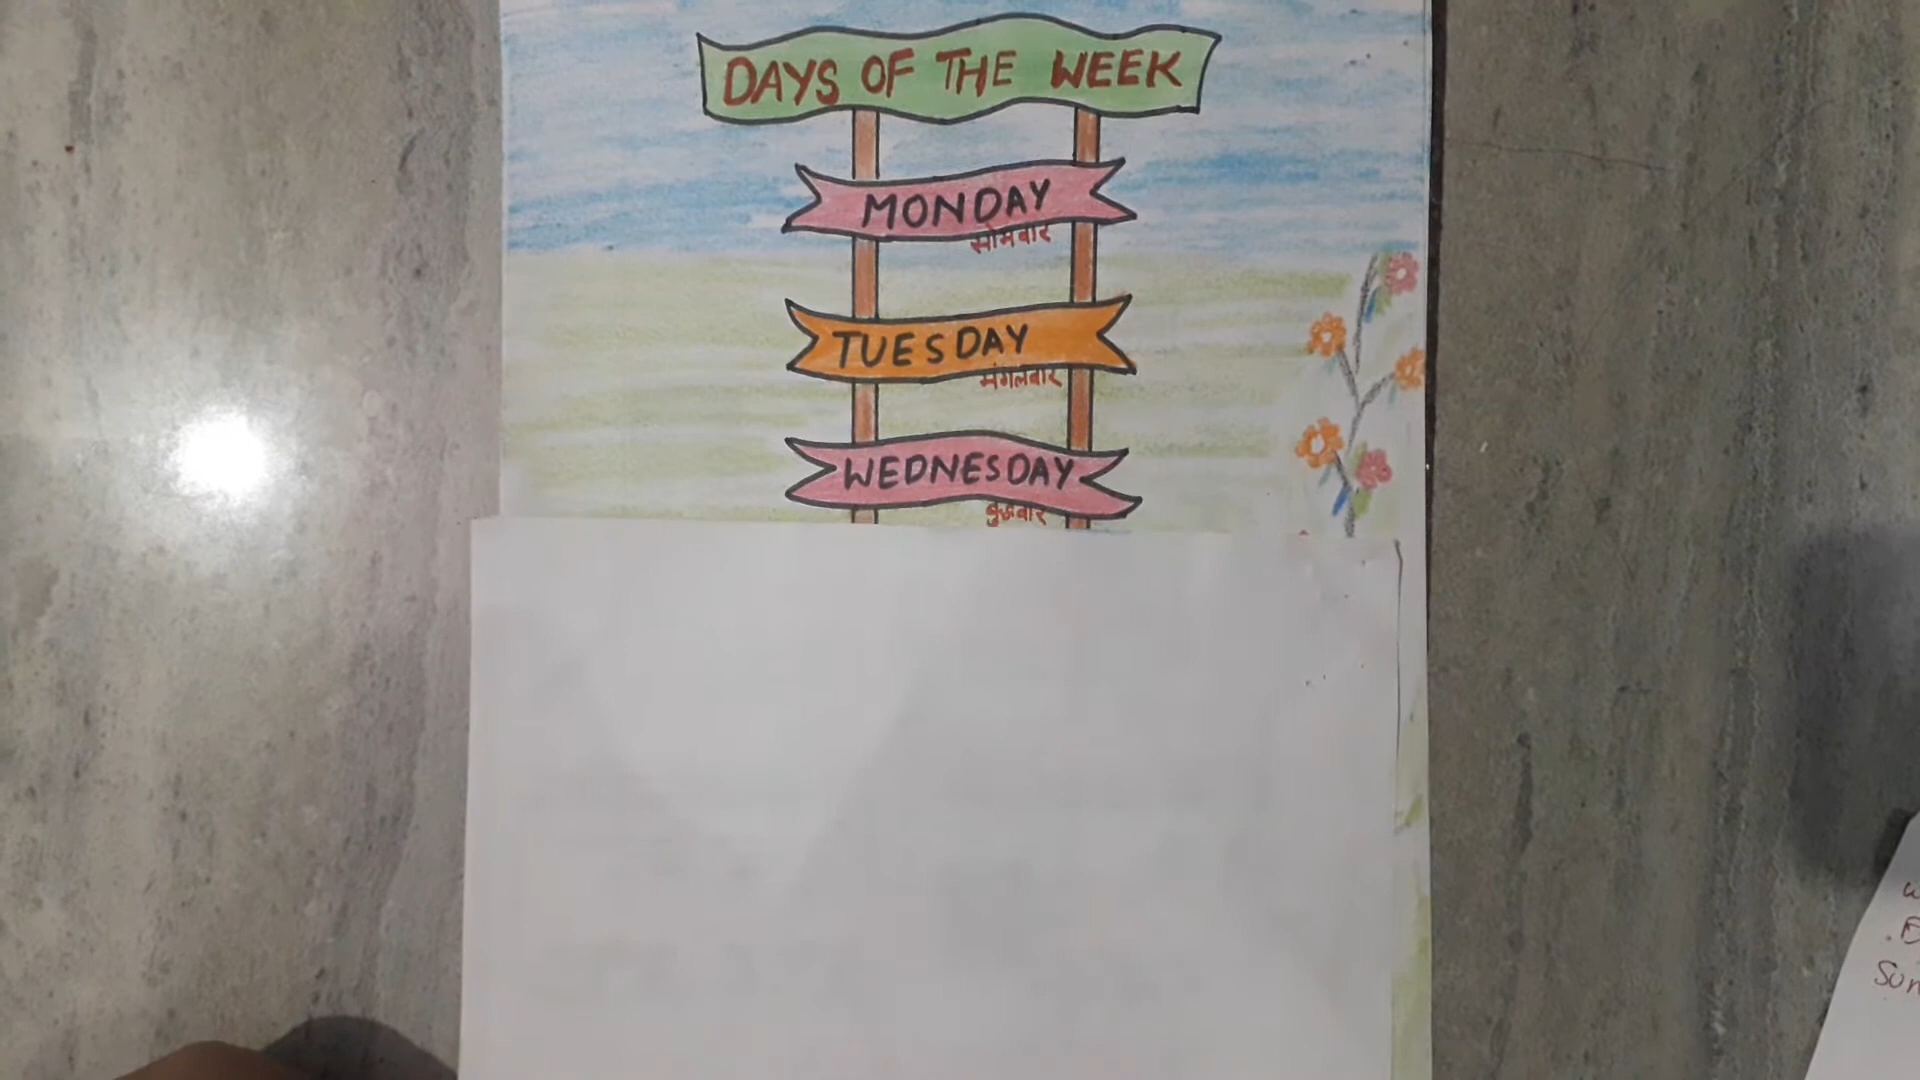 DAYS OF THE WEEK
MONDAY
सोमवार
TUESDAY
मंगलवार
WEDNESDAY
बुधवार